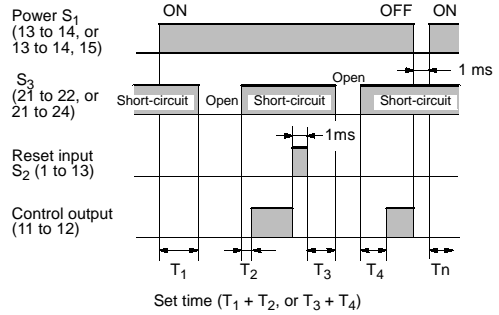 Power S1
(13 to 14, or
13 to 14, 15)
ON
OFF
ON
1 ms
S3
(21 to 22, or
21 to 24)
Short-circuit
Open
Short-circuit
Open
Short-circuit
1ms
Reset input
S2 (1 to 13)
Control output
(11 to 12)
T1
T2
T3
T4
Tn
Set time (T1 + T2, or T3 + T4)